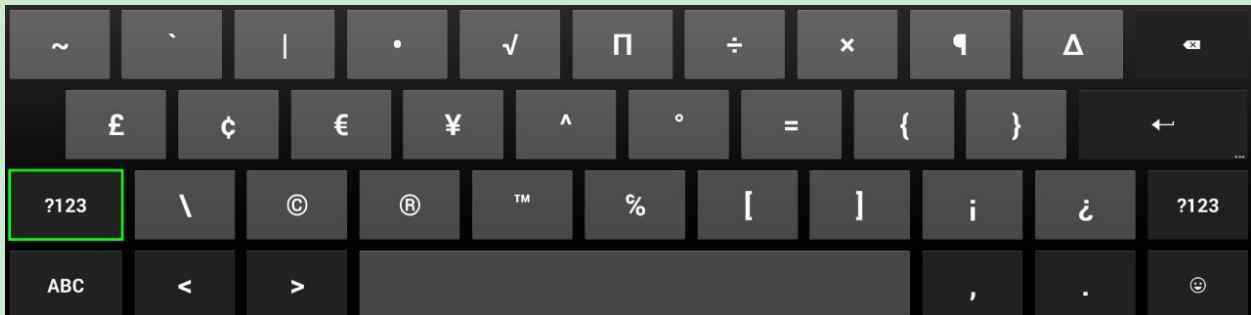 ~ ` | • √ Π ÷ × ¶ Δ
£ ¢ € ¥ ^ ° = { }
?123 \ © ® ™ ℅ [ ] ¡ ¿ ?123
ABC < > , .